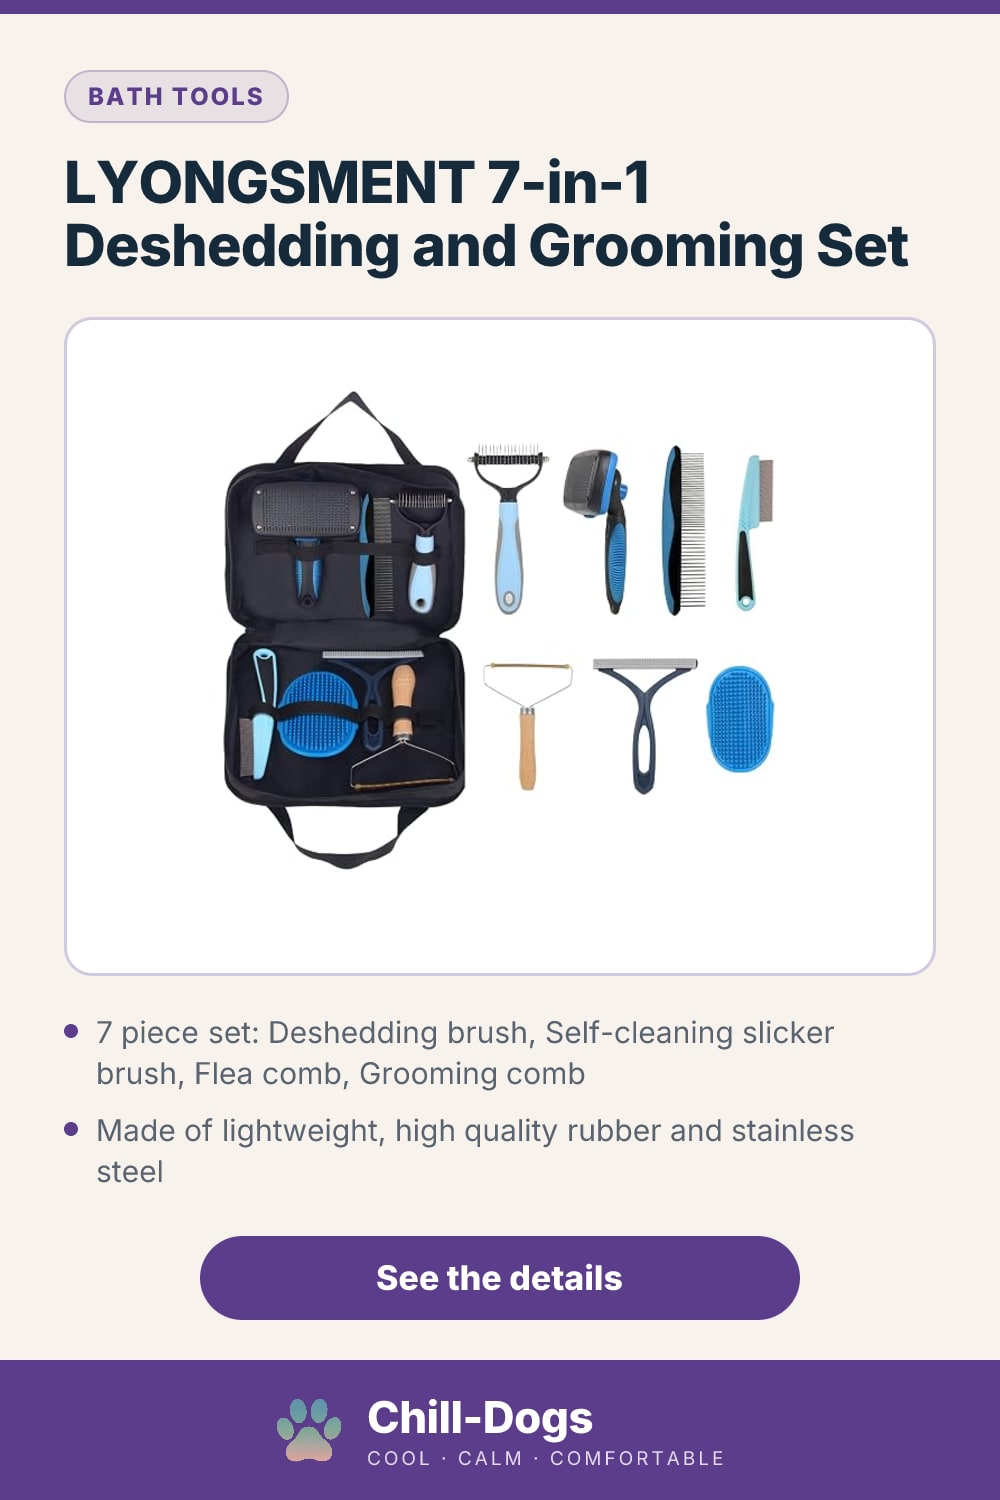 BATH TOOLS
LYONGSMENT 7-in-1
Deshedding and Grooming Set
7 piece set: Deshedding brush, Self-cleaning slicker
brush, Flea comb, Grooming comb
Made of lightweight, high quality rubber and stainless
steel
See the details
Chill-Dogs
COOL · CALM · COMFORTABLE